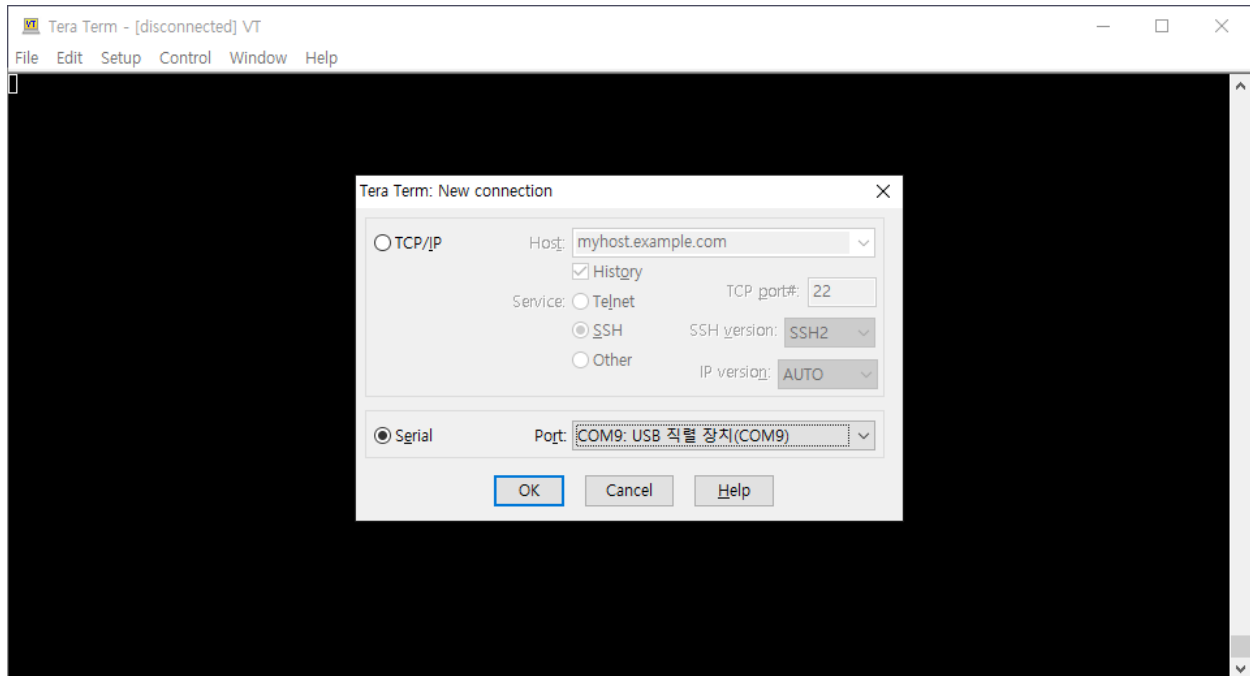 VT Tera Term - [disconnected] VT
File Edit Setup Control Window Help
Tera Term: New connection
TCP/IP Host: myhost.example.com
History
Service: Telnet TCP port#: 22
SSH SSH version: SSH2
Other IP version: AUTO
Serial Port: COM9: USB 직렬 장치(COM9)
OK Cancel Help